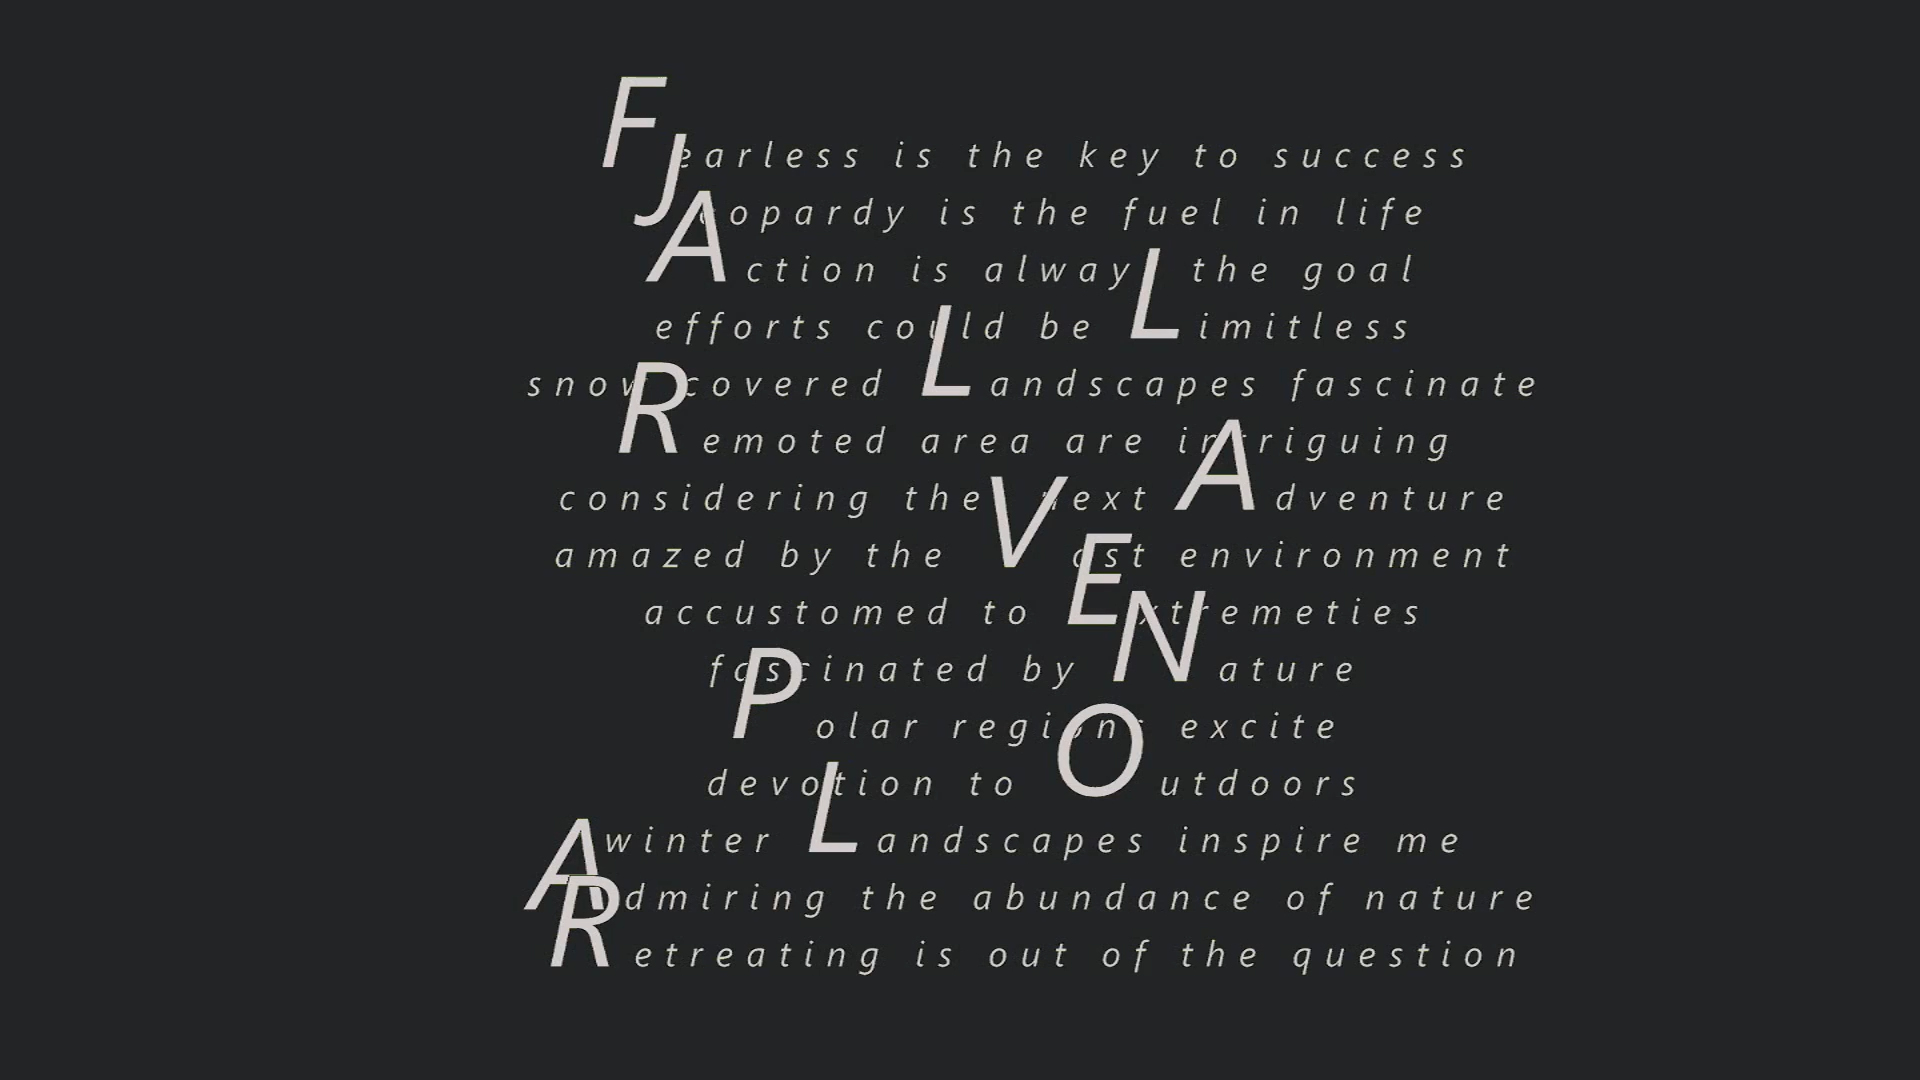 Fearless is the key to success
Jeopardy is the fuel in life
Action is always the goal
efforts could be Limitless
snow covered Landscapes fascinate
Remoted area are intriguing
considering the next Adventure
amazed by the Vast environment
accustomed to Extremeties
fascinated by Nature
Polar regions excite
devotion to Outdoors
winter Landscapes inspire me
Admiring the abundance of nature
Retreating is out of the question